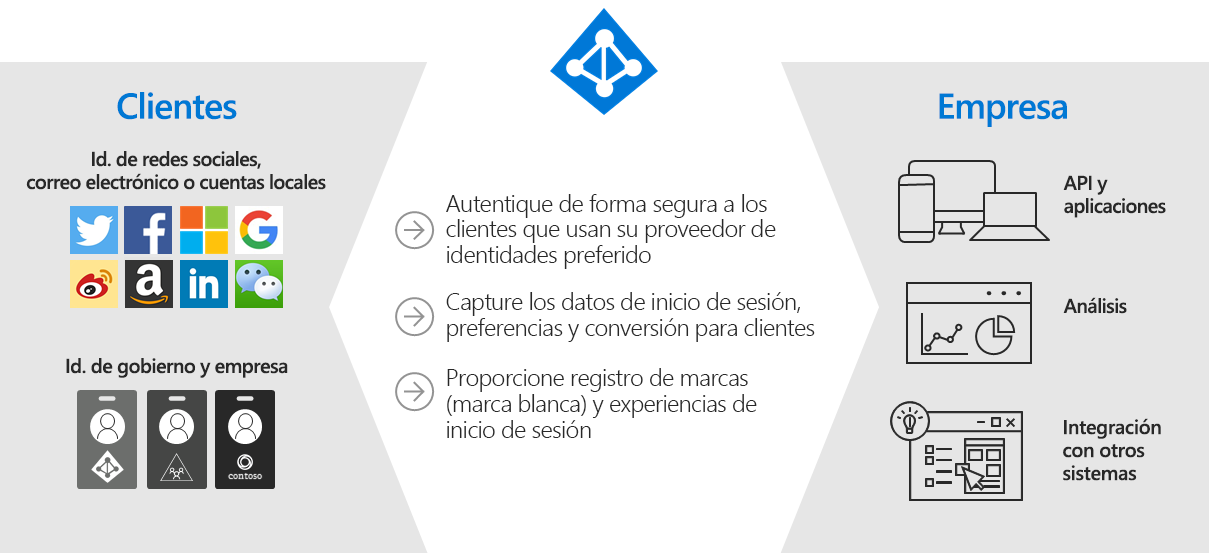 Clientes
Id. de redes sociales,
correo electrónico o cuentas locales
Id. de gobierno y empresa
contoso
Autentique de forma segura a los
clientes que usan su proveedor de
identidades preferido
Capture los datos de inicio de sesión,
preferencias y conversión para clientes
Proporcione registro de marcas
(marca blanca) y experiencias de
inicio de sesión
Empresa
API y
aplicaciones
Análisis
Integración
con otros
sistemas